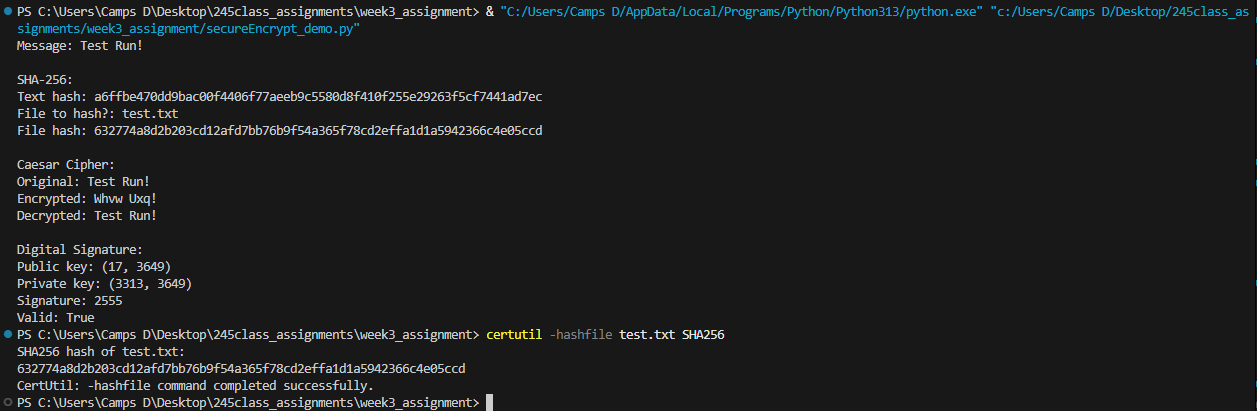 PS C:\Users\Camps D\Desktop\245class_assignments\week3_assignment> & "C:/Users/Camps D/AppData/Local/Programs/Python/Python313/python.exe" "c:/Users/Camps D/Desktop/245class_as
signments/week3_assignment/secureEncrypt_demo.py"
Message: Test Run!
SHA-256:
Text hash: a6ffbe470dd9bac00f4406f77aeeb9c5580d8f410f255e29263f5cf7441ad7ec
File to hash?: test.txt
File hash: 632774a8d2b203cd12afd7bb76b9f54a365f78cd2effa1d1a5942366c4e05ccd
Caesar Cipher:
Original: Test Run!
Encrypted: Whvw Uxq!
Decrypted: Test Run!
Digital Signature:
Public key: (17, 3649)
Private key: (3313, 3649)
Signature: 2555
Valid: True
PS C:\Users\Camps D\Desktop\245class_assignments\week3_assignment> certutil -hashfile test.txt SHA256
SHA256 hash of test.txt:
632774a8d2b203cd12afd7bb76b9f54a365f78cd2effa1d1a5942366c4e05ccd
CertUtil: -hashfile command completed successfully.
PS C:\Users\Camps D\Desktop\245class_assignments\week3_assignment>